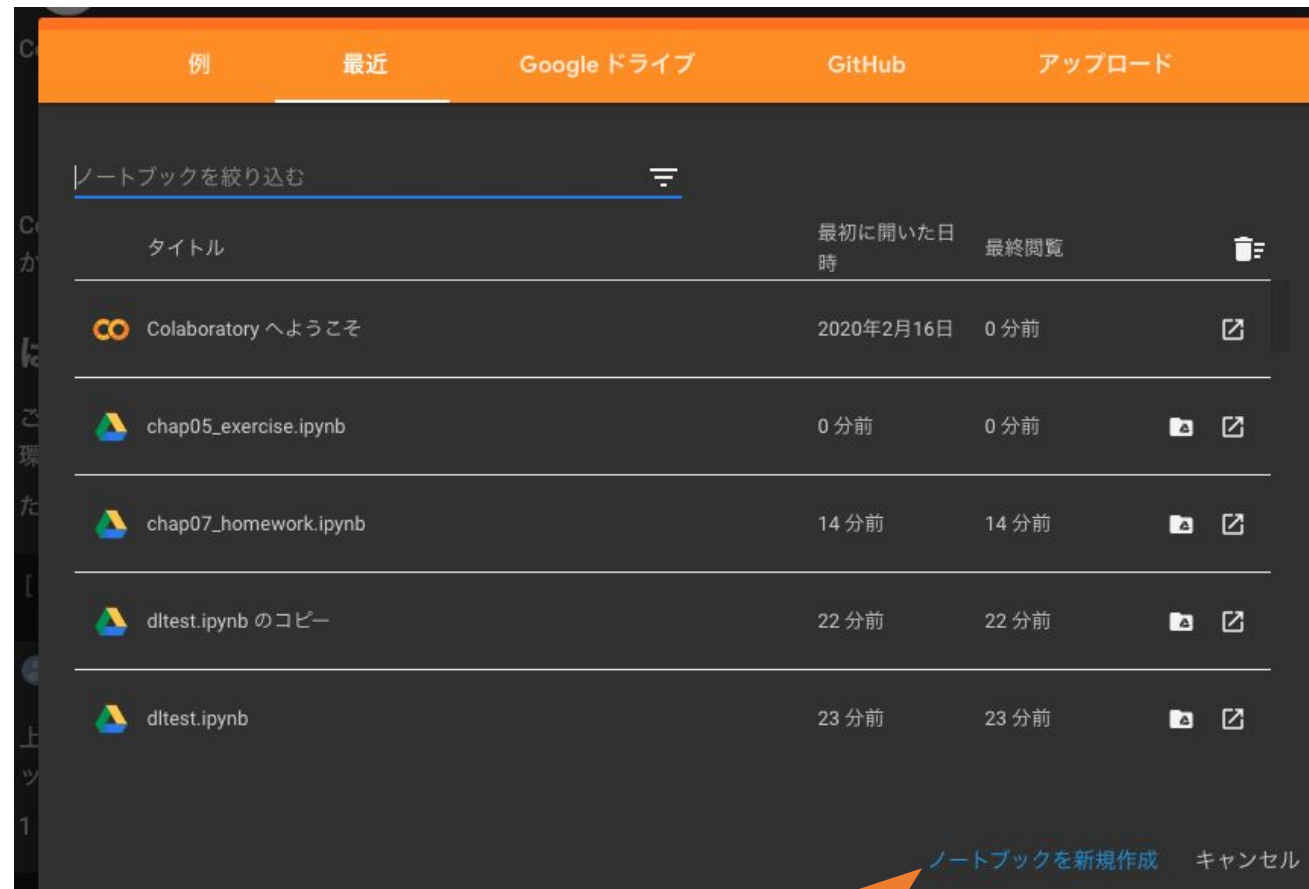 例 最近 Google ドライブ GitHub アップロード
ノートブックを絞り込む
タイトル 最初に開いた日時 最終閲覧
Colaboratory へようこそ 2020年2月16日 0 分前
chap05_exercise.ipynb 0 分前 0 分前
chap07_homework.ipynb 14 分前 14 分前
dltest.ipynb のコピー 22 分前 22 分前
dltest.ipynb 23 分前 23 分前
ノートブックを新規作成 キャンセル